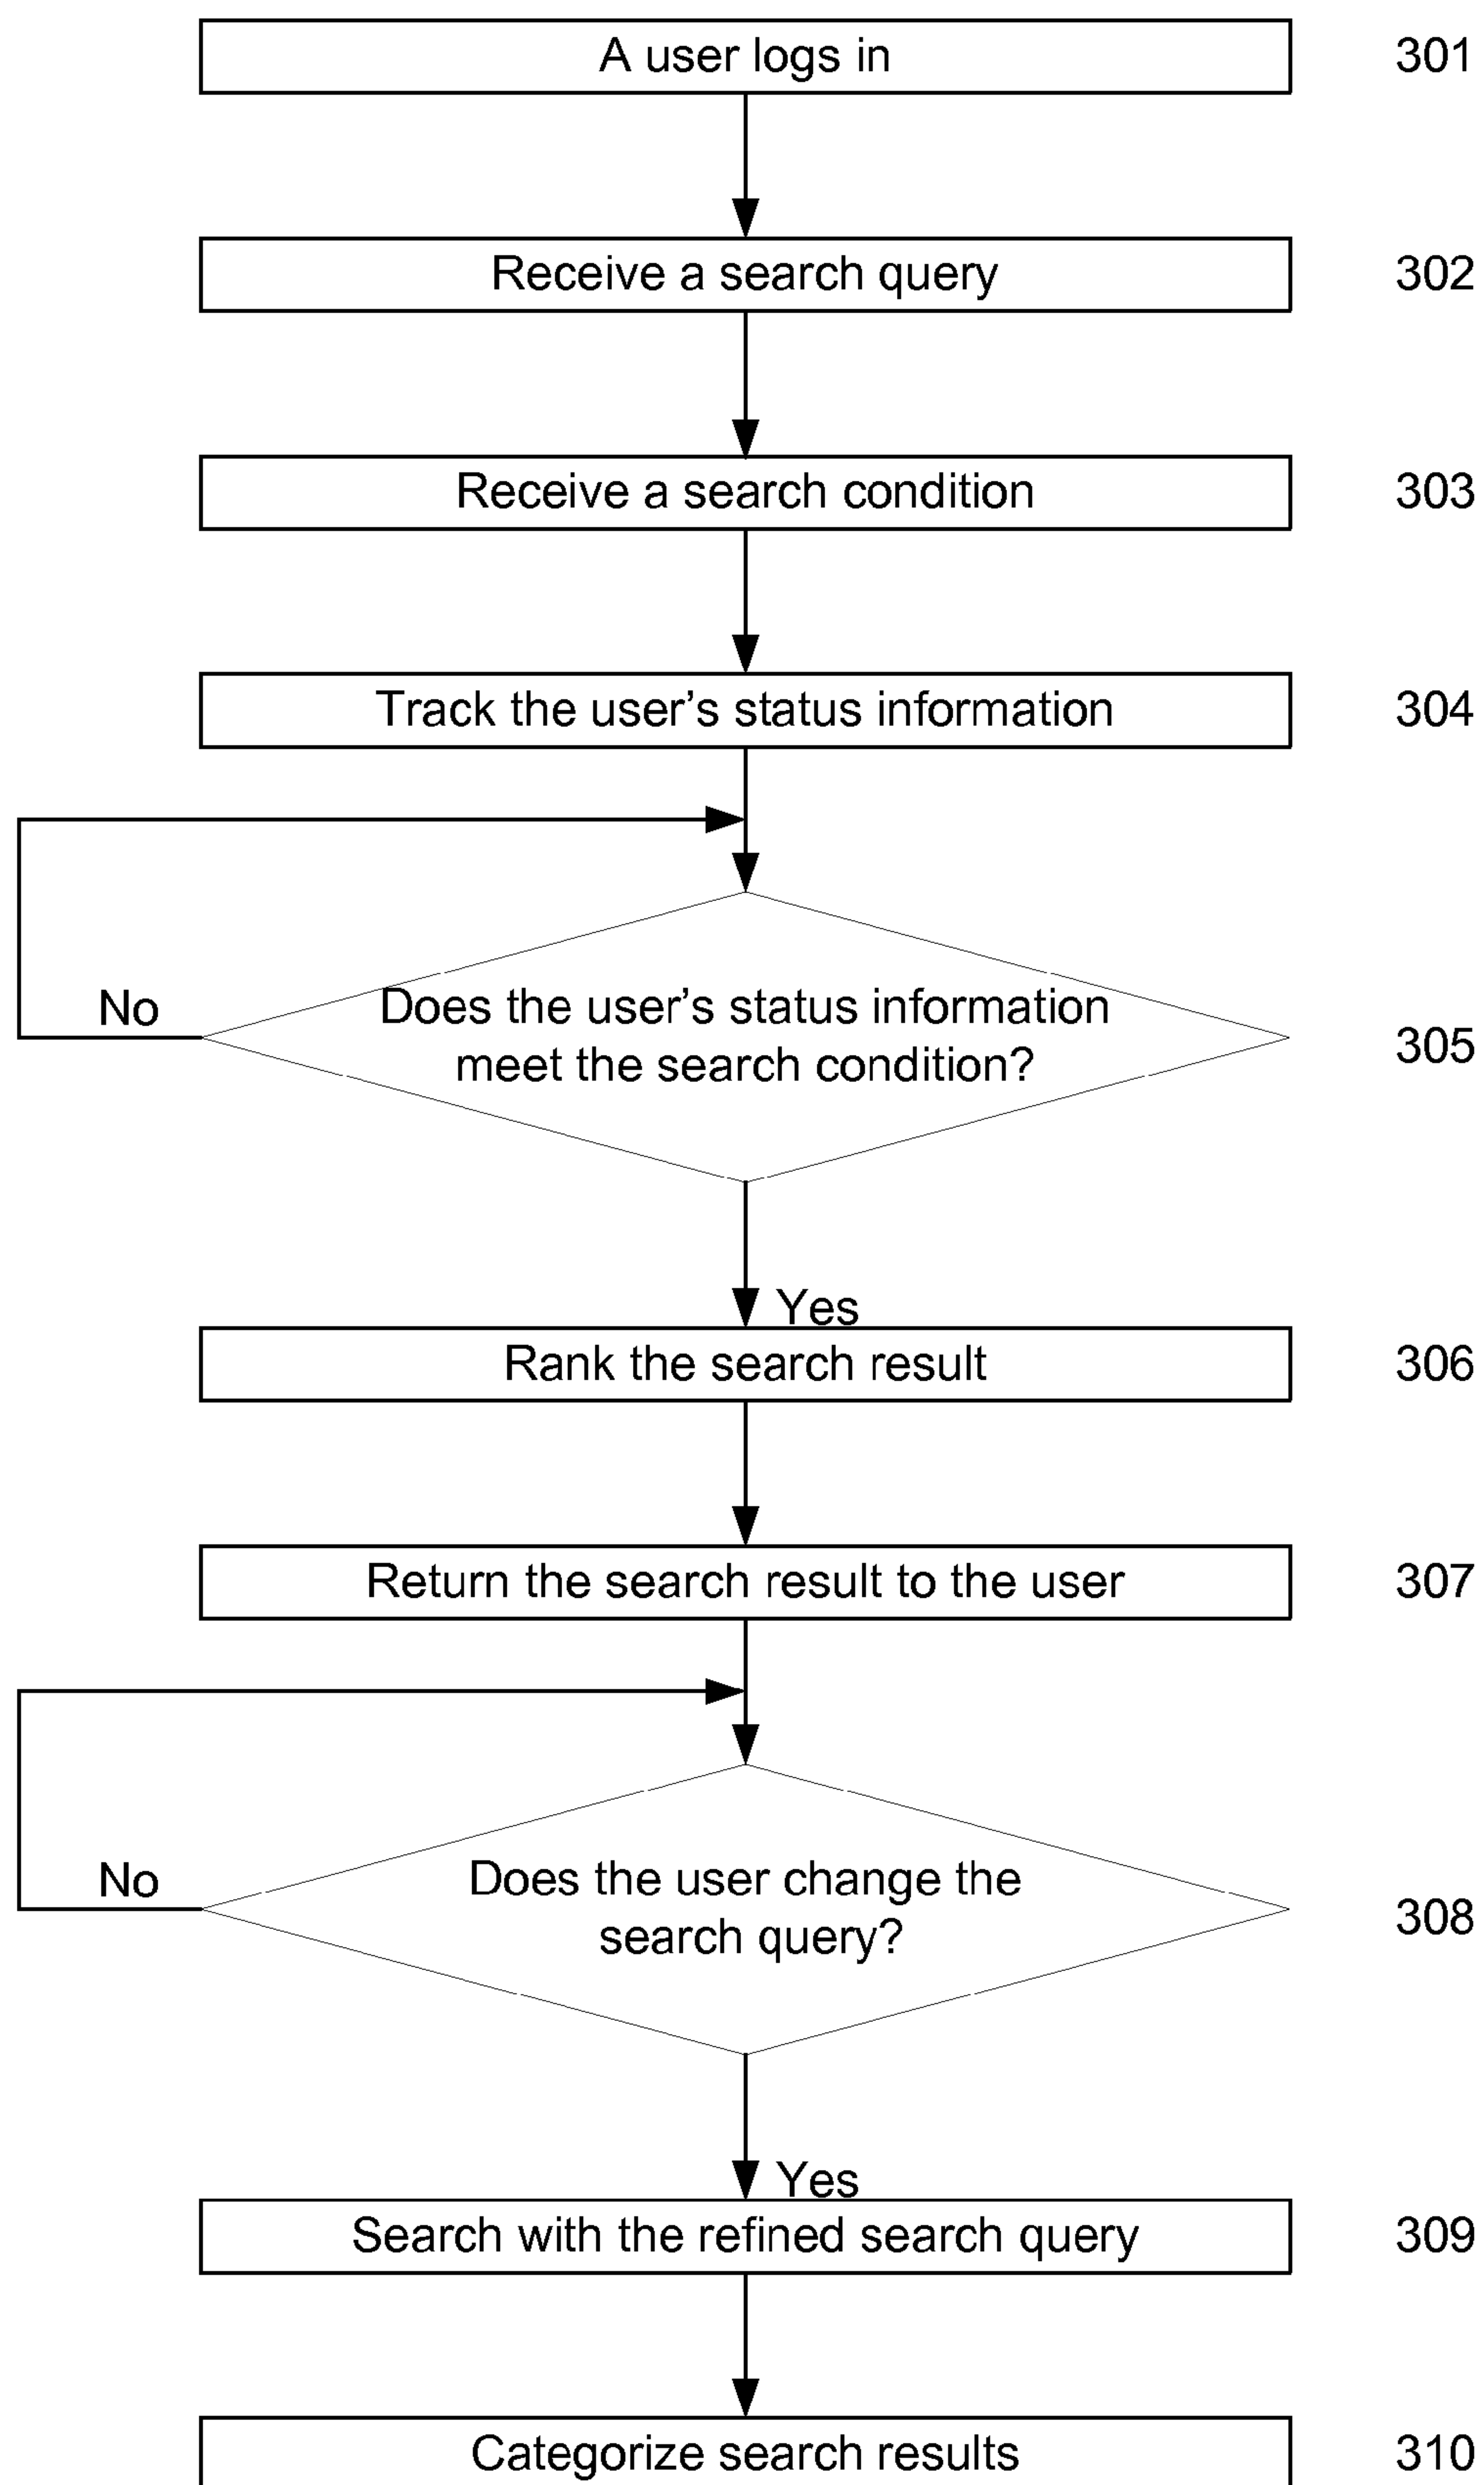 A user logs in 301
Receive a search query 302
Receive a search condition 303
Track the user's status information 304
No
Does the user's status information
meet the search condition?
305
Yes
Rank the search result 306
Return the search result to the user 307
No
Does the user change the
search query?
308
Yes
Search with the refined search query 309
Categorize search results 310